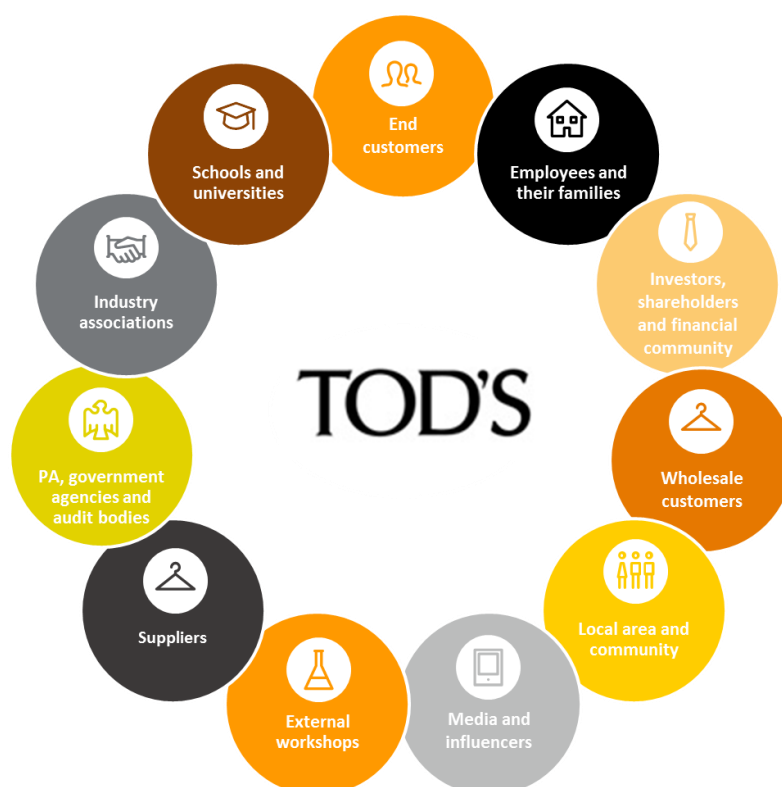 End
customers
Employees and
their families
Investors,
shareholders
and financial
community
Wholesale
customers
Local area and
community
Media and
influencers
External
workshops
Suppliers
PA, government
agencies and
audit bodies
Industry
associations
Schools and
universities
TOD'S